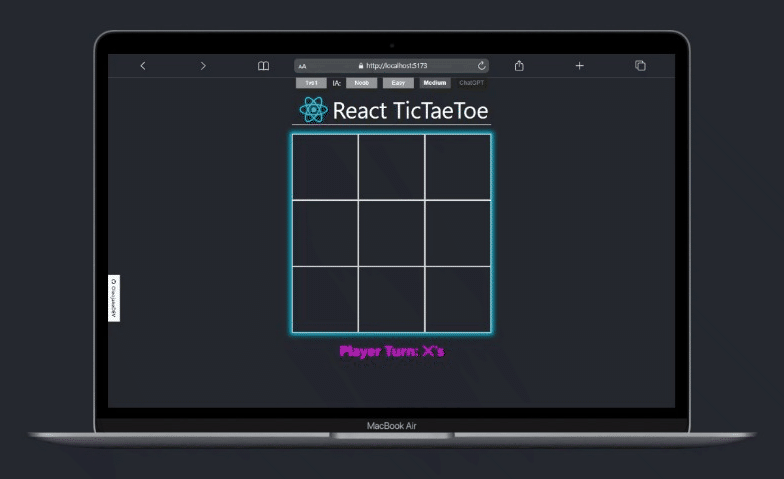 AA http://localhost:5173
1vs1 IA: Noob Easy Medium ChatGPT
React TicTaeToe
Player Turn: X's
MacBook Air